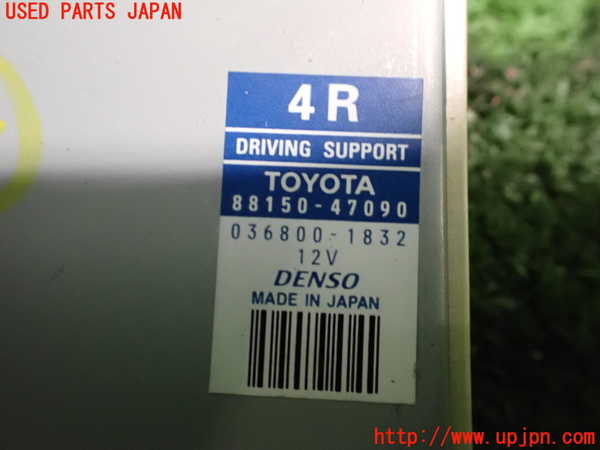 USED PARTS JAPAN
4R
DRIVING SUPPORT
TOYOTA
88150-47090
036800-1832
12V
DENSO
MADE IN JAPAN
http://www.upjpn.com/